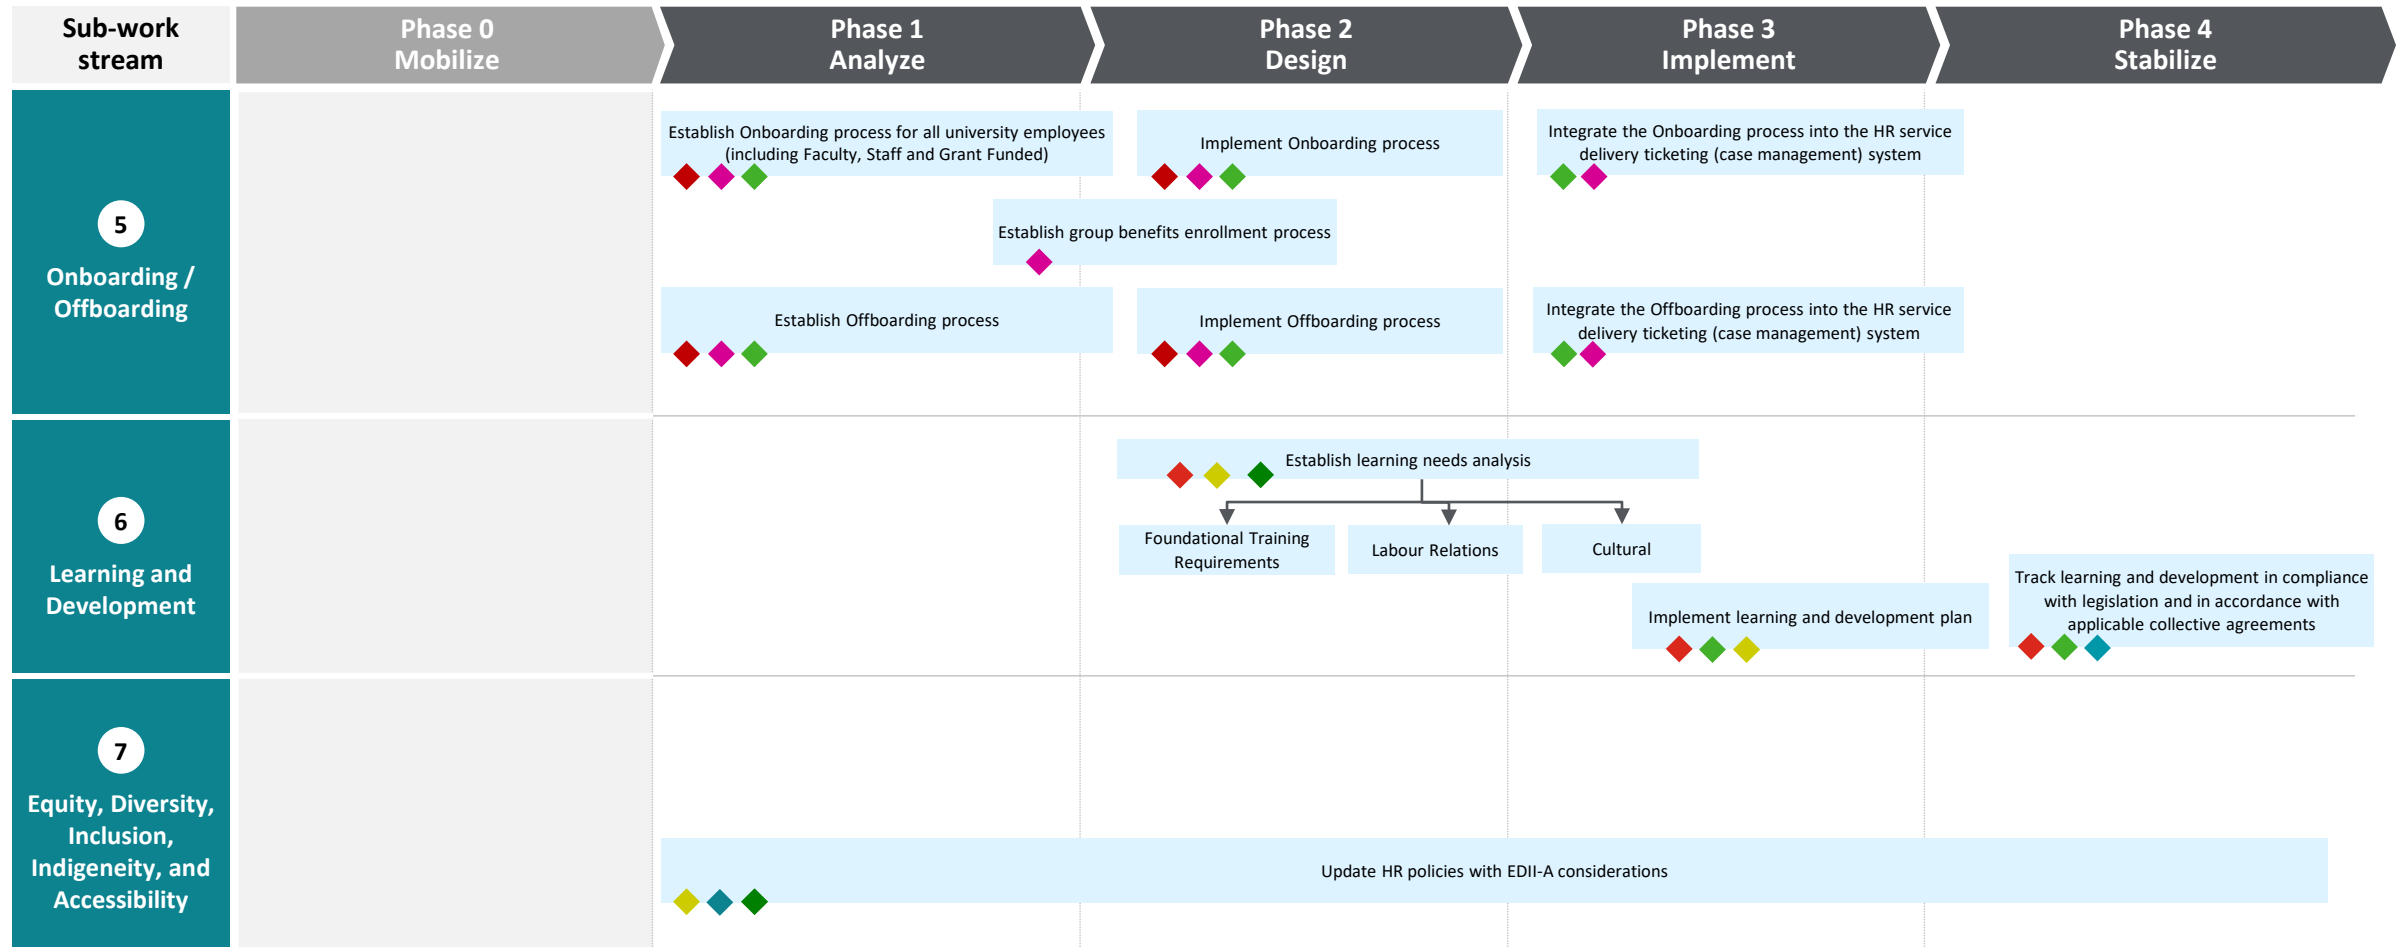 Sub-work
stream
Phase 0
Mobilize
Phase 1
Analyze
Phase 2
Design
Phase 3
Implement
Phase 4
Stabilize
5
Onboarding /
Offboarding
Establish Onboarding process for all university employees
(including Faculty, Staff and Grant Funded)
Implement Onboarding process
Integrate the Onboarding process into the HR service
delivery ticketing (case management) system
Establish group benefits enrollment process
Establish Offboarding process
Implement Offboarding process
Integrate the Offboarding process into the HR service
delivery ticketing (case management) system
6
Learning and
Development
Establish learning needs analysis
Foundational Training
Requirements
Labour Relations
Cultural
Implement learning and development plan
Track learning and development in compliance
with legislation and in accordance with
applicable collective agreements
7
Equity, Diversity,
Inclusion,
Indigeneity, and
Accessibility
Update HR policies with EDII-A considerations